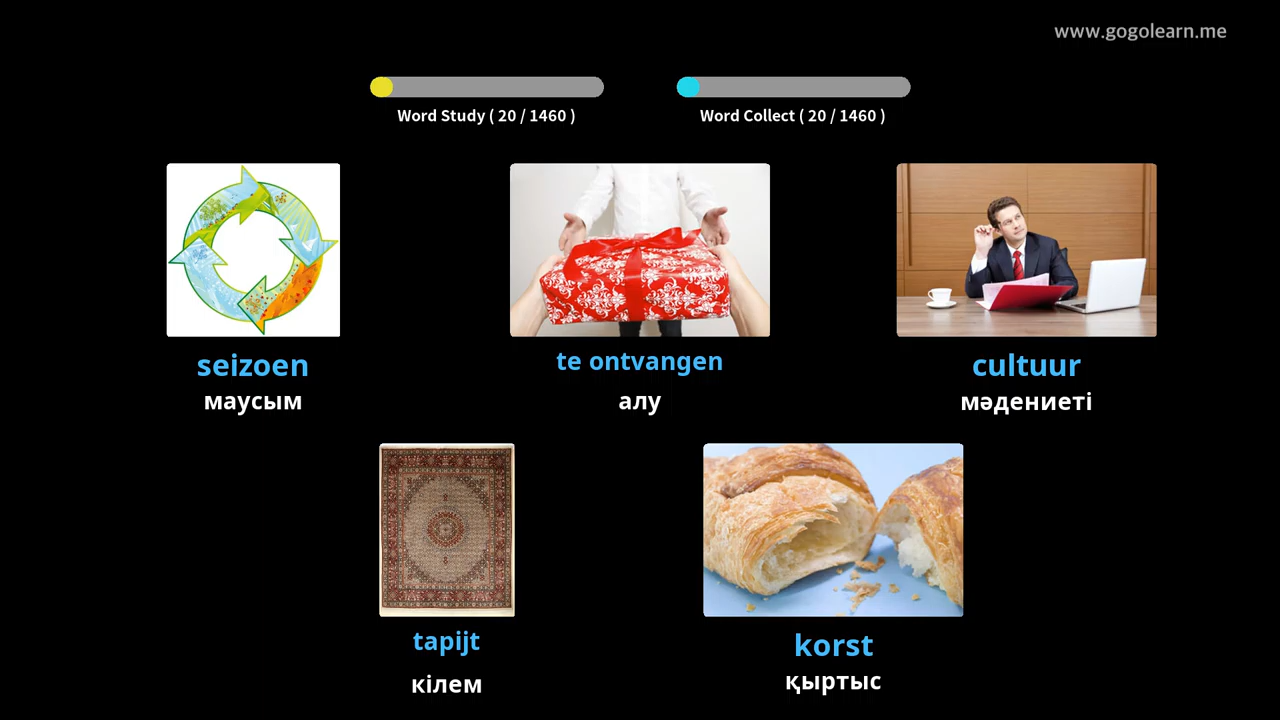 www.gogolearn.me
Word Study ( 20 / 1460 )
Word Collect ( 20 / 1460 )
seizoen
маусым
te ontvangen
алу
cultuur
мәдениеті
tapijt
кілем
korst
қыртыс